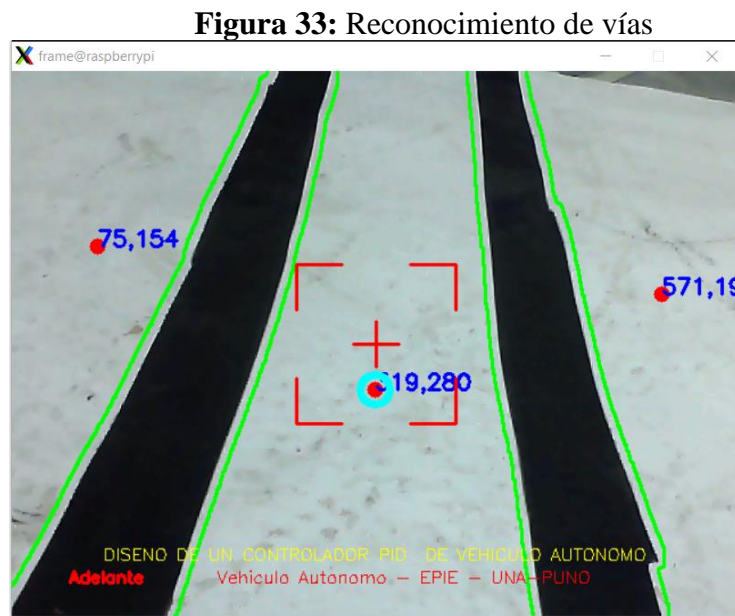 Figura 33: Reconocimiento de vías
frame@raspberrypi
75,154
571,19
319,280
DISENO DE UN CONTROLADOR PID DE VEHICULO AUTONOMO
Adelante Vehiculo Autonomo - EPIE - UNA-PUNO